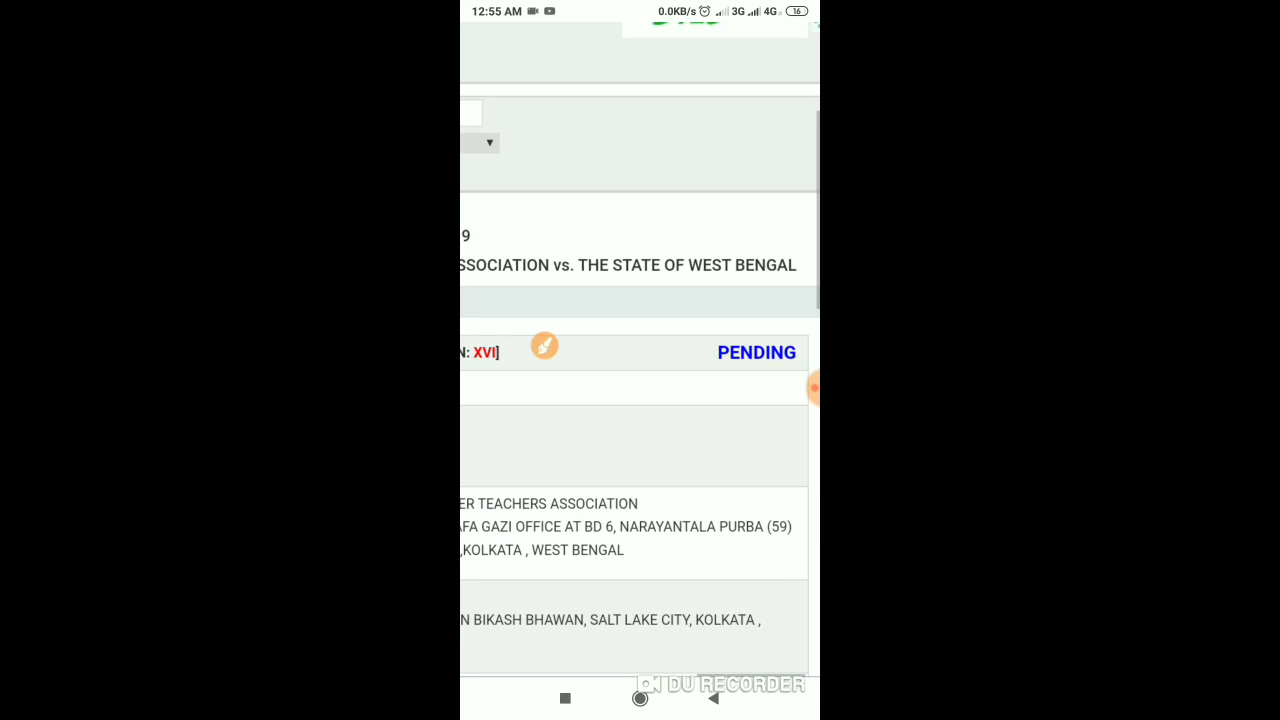 12:55 AM 0.0KB/s 3G 4G 16
9
SSOCIATION vs. THE STATE OF WEST BENGAL
N: XVI] PENDING
ER TEACHERS ASSOCIATION
AFA GAZI OFFICE AT BD 6, NARAYANTALA PURBA (59)
,KOLKATA , WEST BENGAL
N BIKASH BHAWAN, SALT LAKE CITY, KOLKATA ,
DU RECORDER